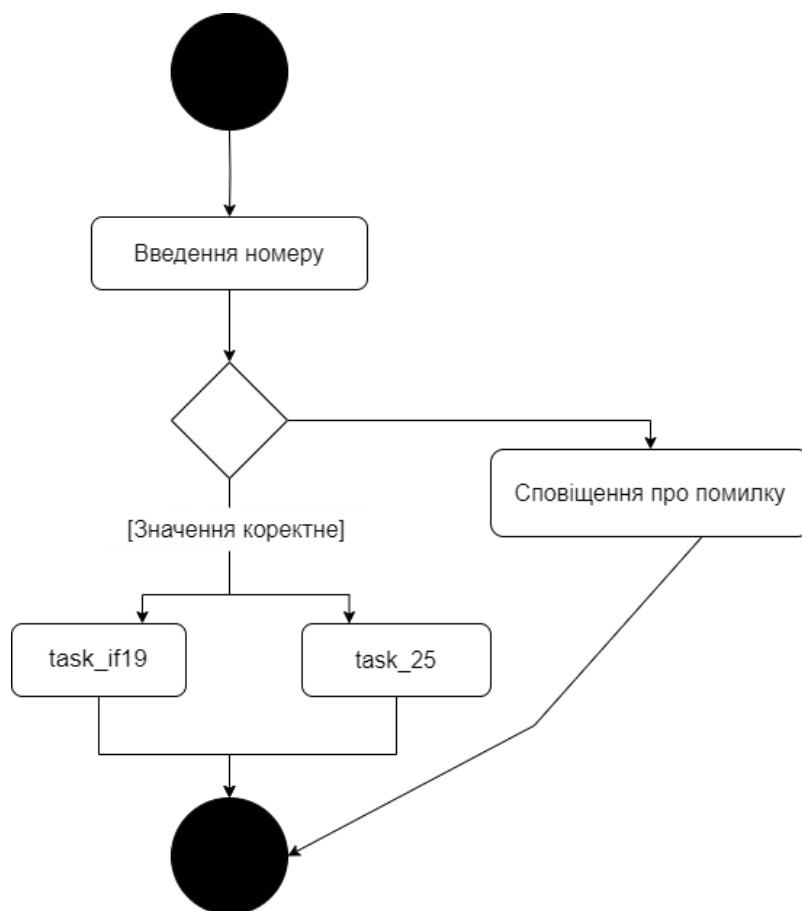 Введення номеру
Сповіщення про помилку
[Значення коректне]
task_if19
task_25